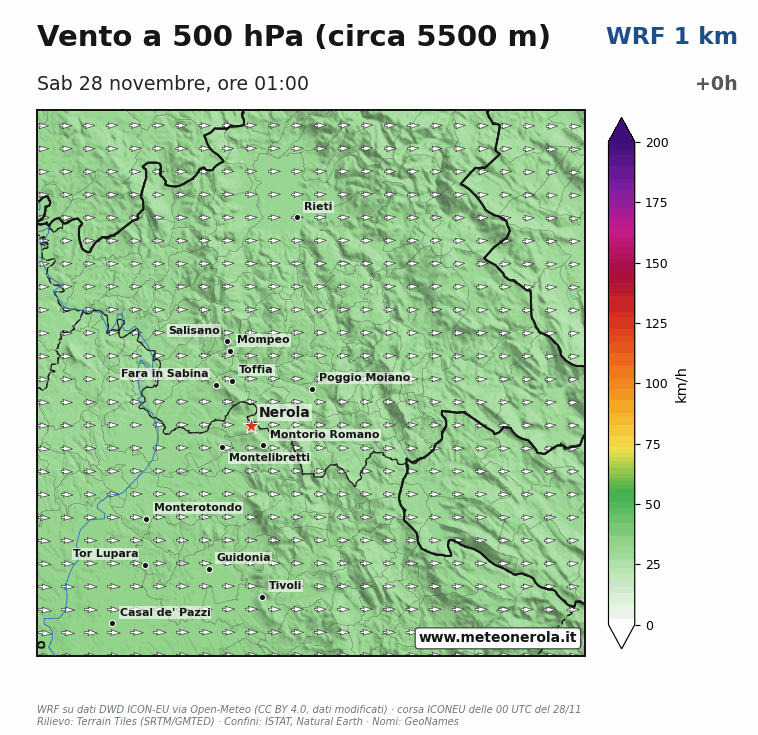 Vento a 500 hPa (circa 5500 m)
WRF 1 km
Sab 28 novembre, ore 01:00
+0h
Rieti
Salisano
Mompeo
Toffia
Fara in Sabina
Poggio Moiano
Nerola
Montorio Romano
Montelibretti
Monterotondo
Tor Lupara
Guidonia
Tivoli
Casal de' Pazzi
www.meteonerola.it
200
175
150
125
100
75
50
25
0
km/h
WRF su dati DWD ICON-EU via Open-Meteo (CC BY 4.0, dati modificati) · corsa ICONEU delle 00 UTC del 28/11
Rilievo: Terrain Tiles (SRTM/GMTED) · Confini: ISTAT, Natural Earth · Nomi: GeoNames